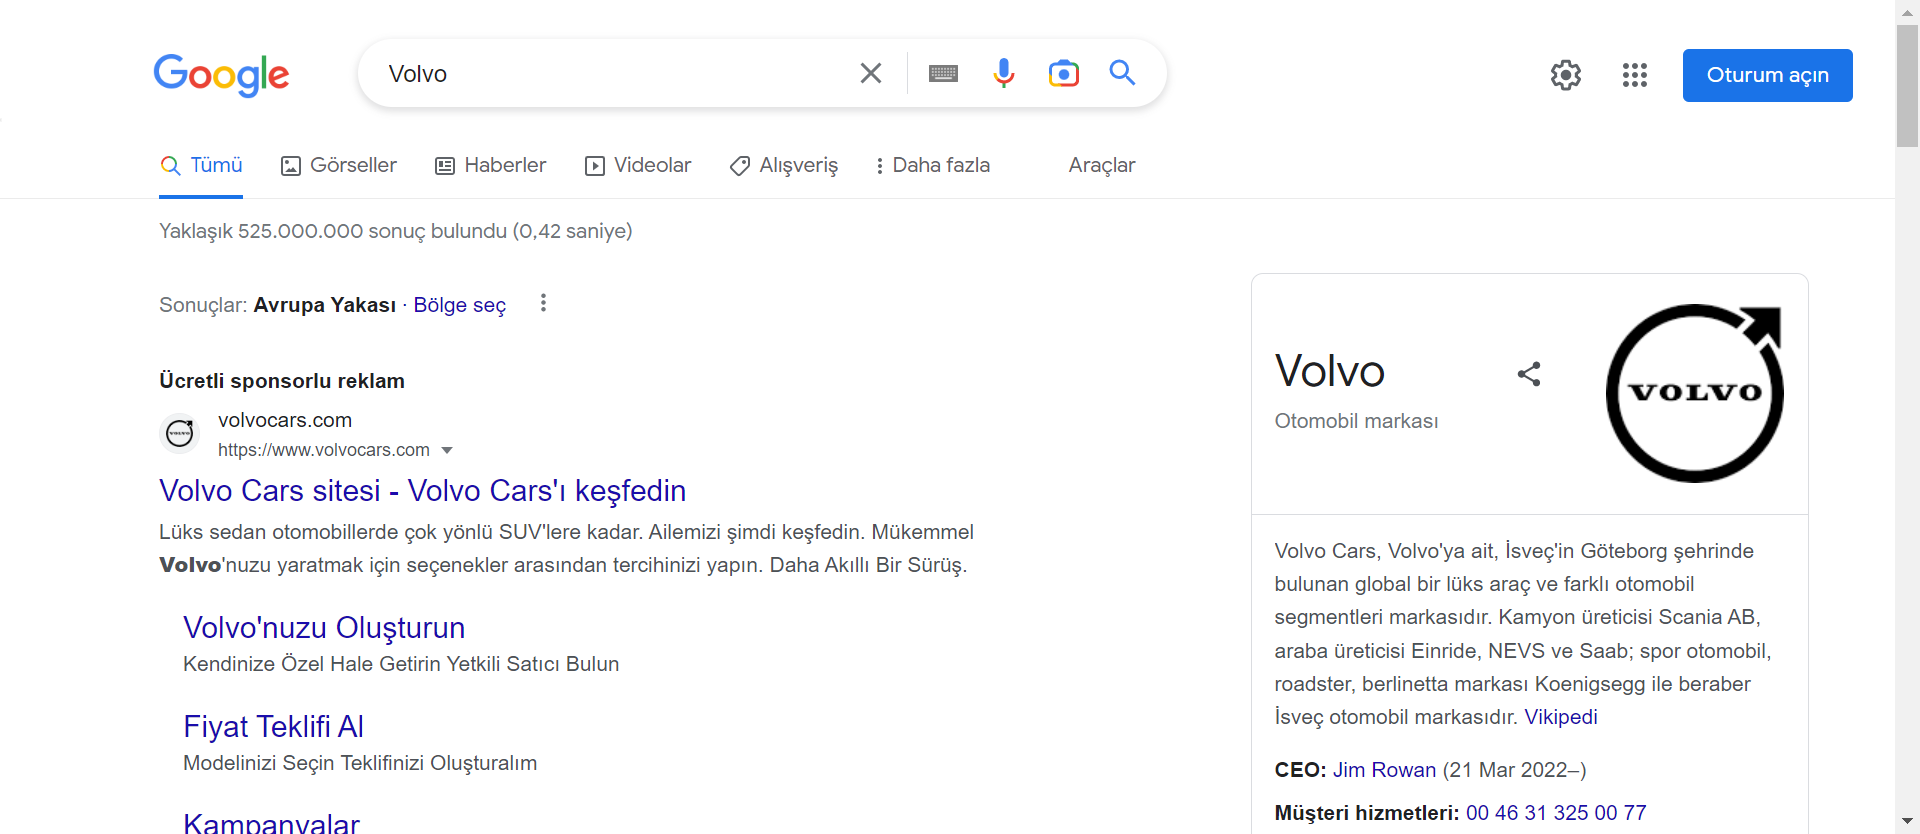 Google
Volvo
Oturum açın
Tümü
Görseller
Haberler
Videolar
Alışveriş
Daha fazla
Araçlar
Yaklaşık 525.000.000 sonuç bulundu (0,42 saniye)
Sonuçlar: Avrupa Yakası · Bölge seç
Ücretli sponsorlu reklam
VOLVO
volvocars.com
https://www.volvocars.com
Volvo Cars sitesi - Volvo Cars'ı keşfedin
Lüks sedan otomobillerde çok yönlü SUV'lere kadar. Ailemizi şimdi keşfedin. Mükemmel
Volvo'nuzu yaratmak için seçenekler arasından tercihinizi yapın. Daha Akıllı Bir Sürüş.
Volvo'nuzu Oluşturun
Kendinize Özel Hale Getirin Yetkili Satıcı Bulun
Fiyat Teklifi Al
Modelinizi Seçin Teklifinizi Oluşturalım
Kampanyalar
Volvo
Otomobil markası
VOLVO
Volvo Cars, Volvo'ya ait, İsveç'in Göteborg şehrinde
bulunan global bir lüks araç ve farklı otomobil
segmentleri markasıdır. Kamyon üreticisi Scania AB,
araba üreticisi Einride, NEVS ve Saab; spor otomobil,
roadster, berlinetta markası Koenigsegg ile beraber
İsveç otomobil markasıdır. Vikipedi
CEO: Jim Rowan (21 Mar 2022–)
Müşteri hizmetleri: 00 46 31 325 00 77